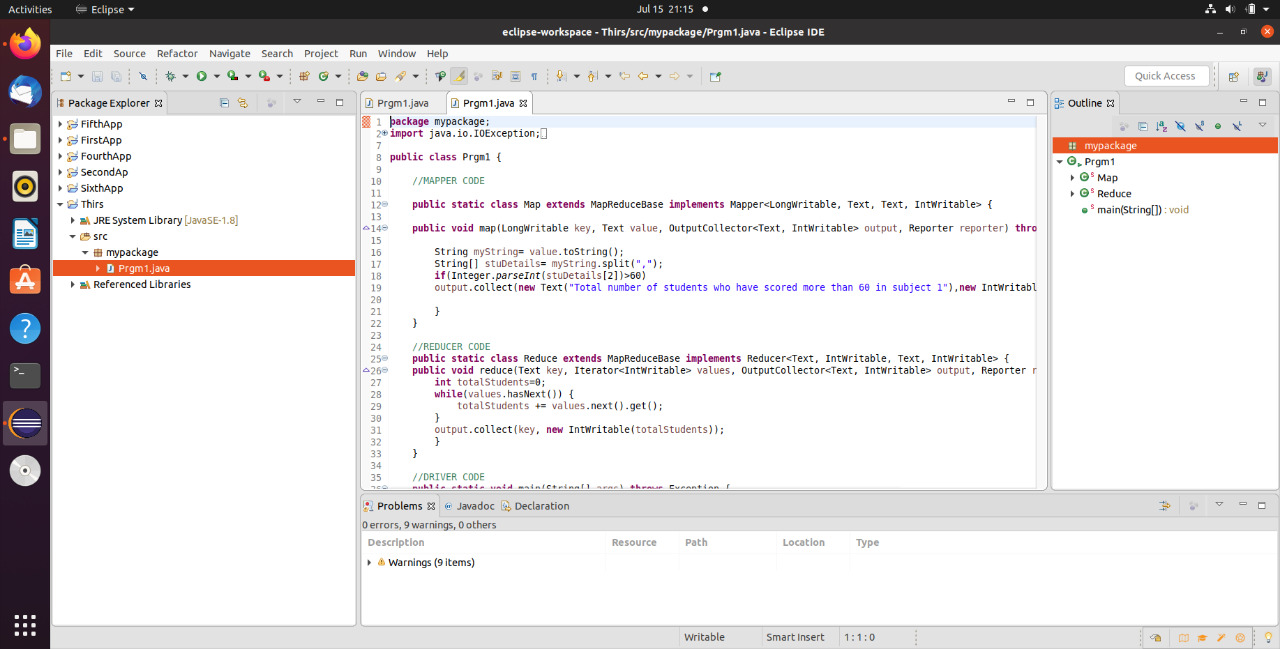 Activities Eclipse Jul 15 21:15
eclipse-workspace - Thirs/src/mypackage/Prgm1.java - Eclipse IDE
File Edit Source Refactor Navigate Search Project Run Window Help
Quick Access
Package Explorer
FifthApp
FirstApp
FourthApp
SecondAp
SixthApp
Thirs
JRE System Library [JavaSE-1.8]
src
mypackage
Prgm1.java
Referenced Libraries
Prgm1.java Prgm1.java
1 package mypackage;
2 import java.io.IOException;
7
8 public class Prgm1 {
9
10 //MAPPER CODE
11
12 public static class Map extends MapReduceBase implements Mapper<LongWritable, Text, Text, IntWritable> {
14 public void map(LongWritable key, Text value, OutputCollector<Text, IntWritable> output, Reporter reporter) thro
15
16 String myString= value.toString();
17 String[] stuDetails= myString.split(",");
18 if(Integer.parseInt(stuDetails[2])>60)
19 output.collect(new Text("Total number of students who have scored more than 60 in subject 1"),new IntWritabl
20
21 }
22 }
23
24 //REDUCER CODE
25 public static class Reduce extends MapReduceBase implements Reducer<Text, IntWritable, Text, IntWritable> {
26 public void reduce(Text key, Iterator<IntWritable> values, OutputCollector<Text, IntWritable> output, Reporter r
27 int totalStudents=0;
28 while(values.hasNext()) {
29 totalStudents += values.next().get();
30 }
31 output.collect(key, new IntWritable(totalStudents));
32 }
33 }
34
35 //DRIVER CODE
public static void main(String[] args) throws Exception {
Outline
mypackage
Prgm1
Map
Reduce
main(String[]) : void
Problems Javadoc Declaration
0 errors, 9 warnings, 0 others
Description Resource Path Location Type
Warnings (9 items)
Writable Smart Insert 1 : 1 : 0